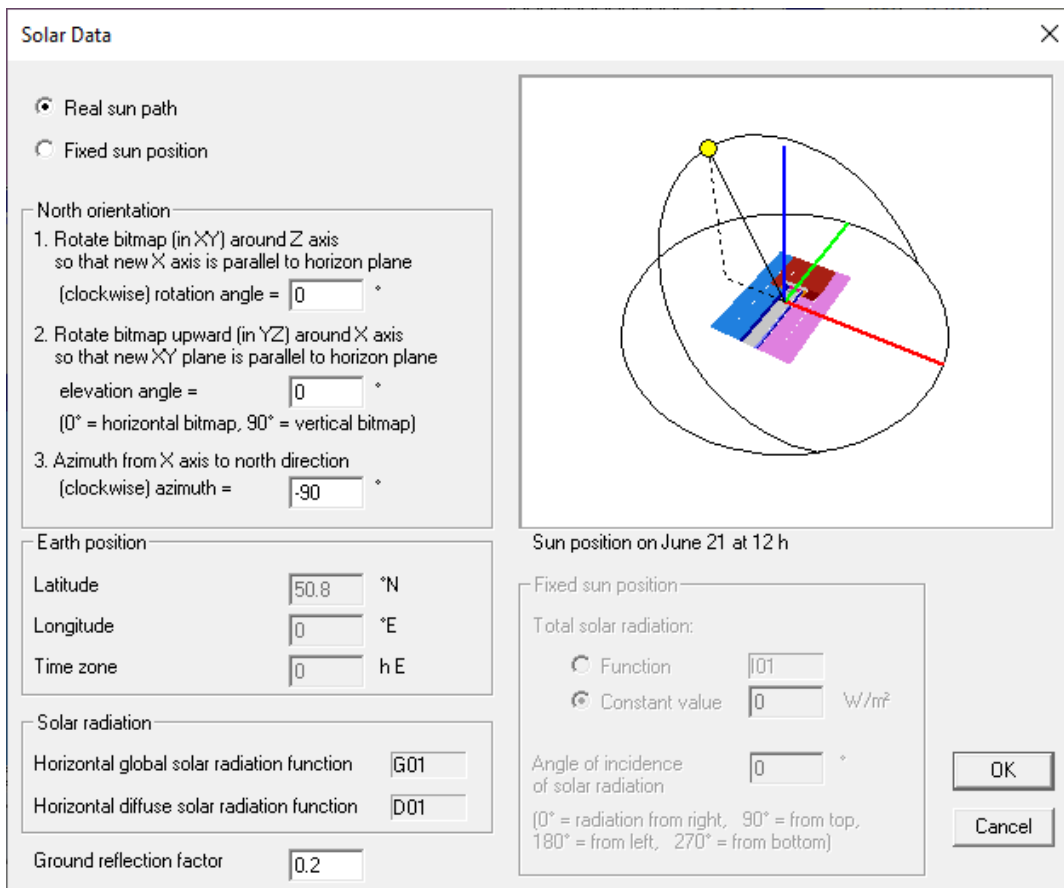 Solar Data
Real sun path
Fixed sun position
North orientation
1. Rotate bitmap (in XY) around Z axis
so that new X axis is parallel to horizon plane
(clockwise) rotation angle = 0 °
2. Rotate bitmap upward (in YZ) around X axis
so that new XY plane is parallel to horizon plane
elevation angle = 0 °
(0° = horizontal bitmap, 90° = vertical bitmap)
3. Azimuth from X axis to north direction
(clockwise) azimuth = -90 °
Earth position
Latitude 50.8 °N
Longitude 0 °E
Time zone 0 h E
Solar radiation
Horizontal global solar radiation function G01
Horizontal diffuse solar radiation function D01
Ground reflection factor 0.2
Sun position on June 21 at 12 h
Fixed sun position
Total solar radiation:
Function I01
Constant value 0 W/m²
Angle of incidence 0 °
of solar radiation
(0° = radiation from right, 90° = from top,
180° = from left, 270° = from bottom)
OK
Cancel